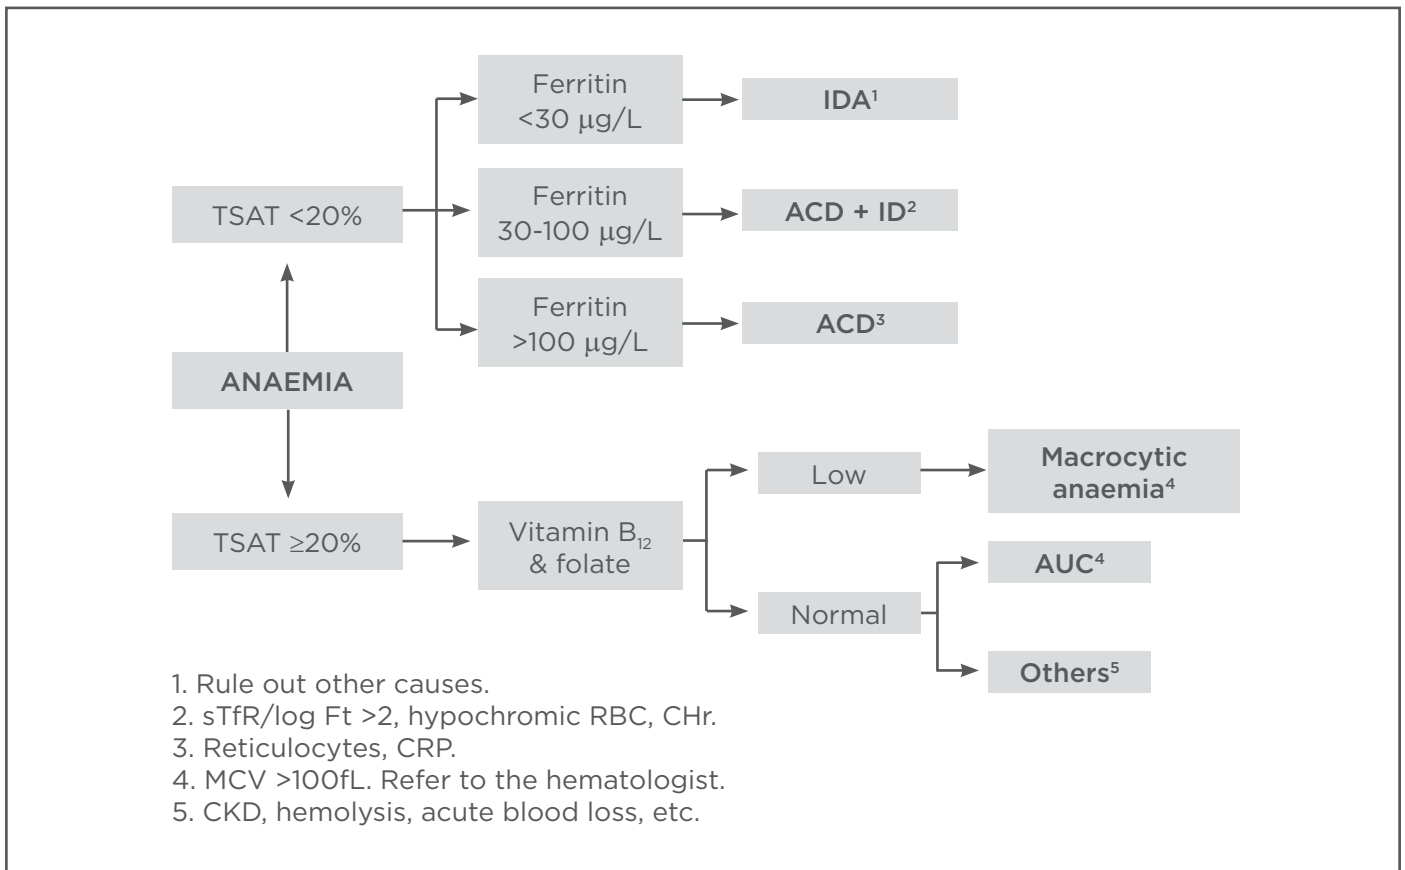 Ferritin
<30 μg/L
IDA¹
TSAT <20%
Ferritin
30-100 μg/L
ACD + ID²
Ferritin
>100 μg/L
ACD³
ANAEMIA
TSAT ≥20%
Vitamin B₁₂
& folate
Low
Macrocytic
anaemia⁴
Normal
AUC⁴
Others⁵
1. Rule out other causes.
2. sTfR/log Ft >2, hypochromic RBC, CHr.
3. Reticulocytes, CRP.
4. MCV >100fL. Refer to the hematologist.
5. CKD, hemolysis, acute blood loss, etc.